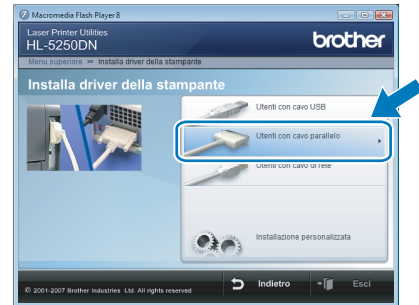 Macromedia Flash Player 8
Laser Printer Utilities
HL-5250DN
brother
Menu superiore >> Installa driver della stampante
Installa driver della stampante
Utenti con cavo USB
Utenti con cavo parallelo
Utenti con cavo di rete
Installazione personalizzata
© 2001-2007 Brother Industries Ltd. All rights reserved
Indietro
Esci